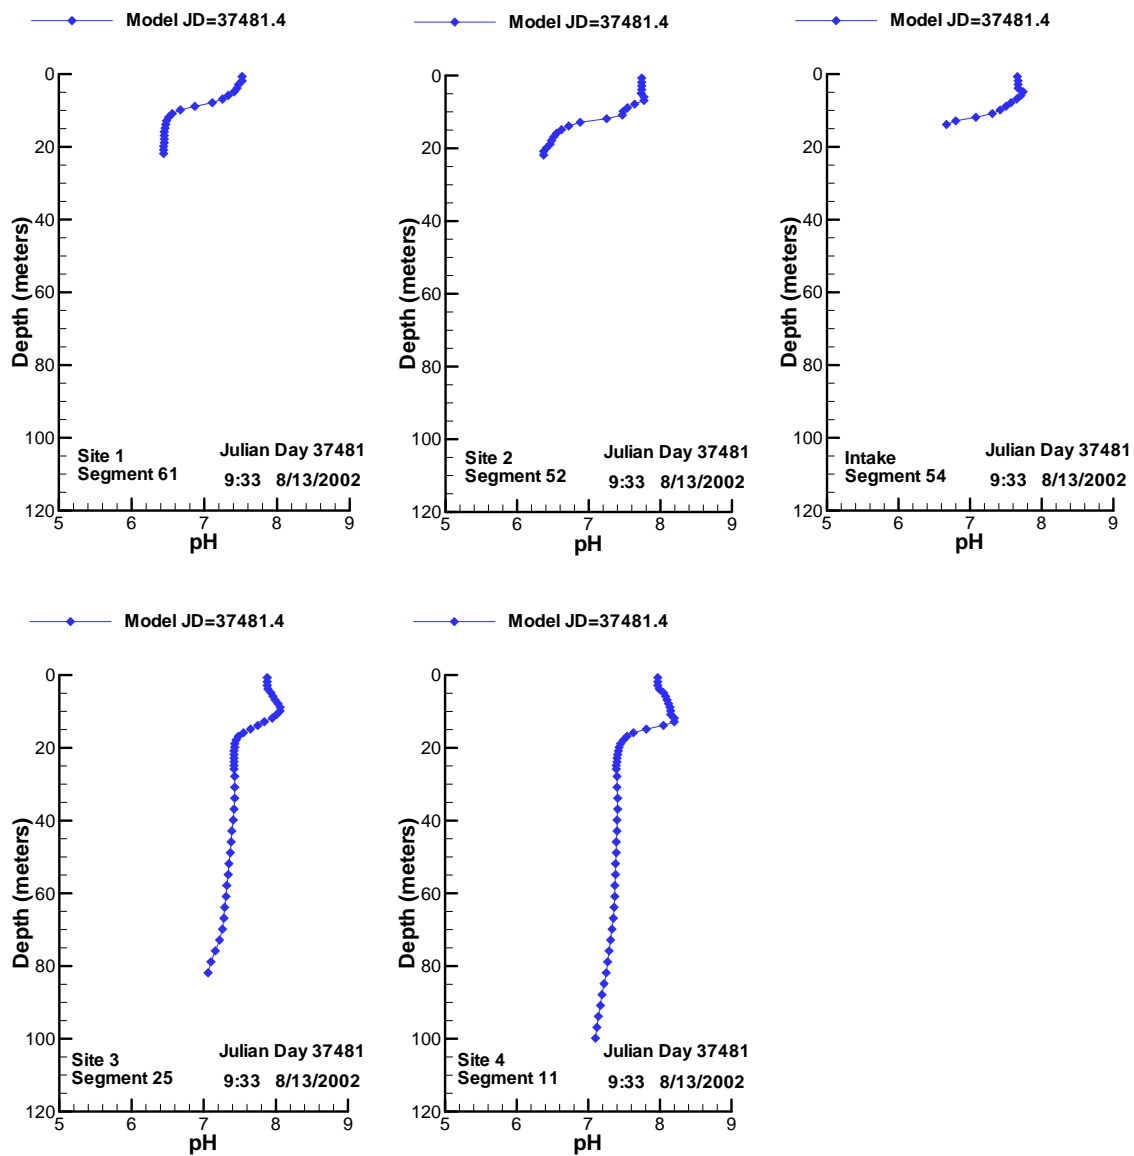 Model JD=37481.4
0
20
40
60
80
100
120
Depth (meters)
Site 1
Segment 61
Julian Day 37481
9:33 8/13/2002
5 6 7 8 9
pH
Model JD=37481.4
0
20
40
60
80
100
120
Depth (meters)
Site 2
Segment 52
Julian Day 37481
9:33 8/13/2002
5 6 7 8 9
pH
Model JD=37481.4
0
20
40
60
80
100
120
Depth (meters)
Intake
Segment 54
Julian Day 37481
9:33 8/13/2002
5 6 7 8 9
pH
Model JD=37481.4
0
20
40
60
80
100
120
Depth (meters)
Site 3
Segment 25
Julian Day 37481
9:33 8/13/2002
5 6 7 8 9
pH
Model JD=37481.4
0
20
40
60
80
100
120
Depth (meters)
Site 4
Segment 11
Julian Day 37481
9:33 8/13/2002
5 6 7 8 9
pH